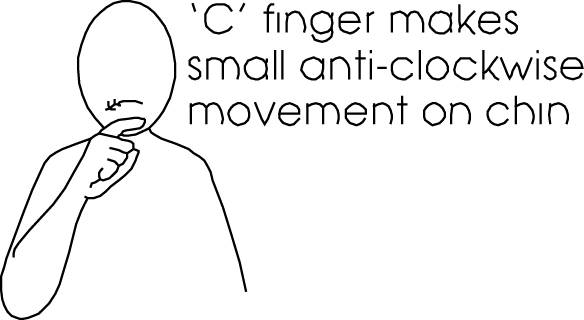 ‘C’ finger makes
small anti-clockwise
movement on chin